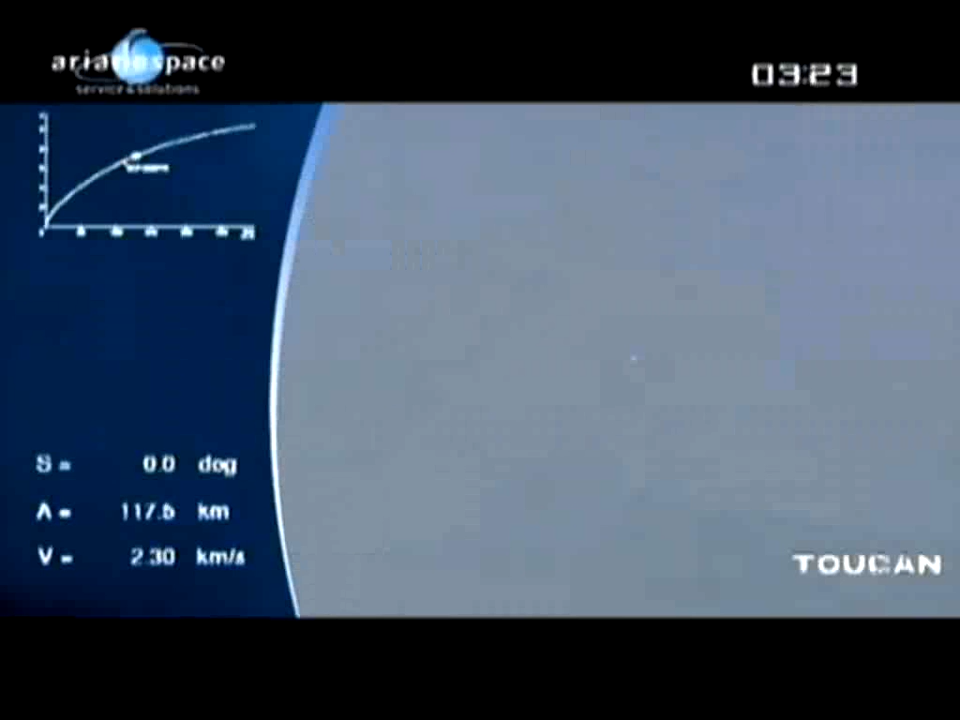 arianespace
service & solutions
03:23
S = 0.0 deg
A = 117.5 km
V = 2.30 km/s
TOUCAN